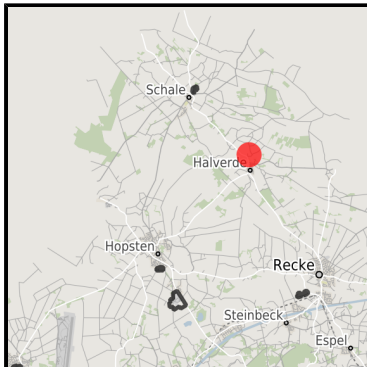 Schale
Halverde
Hopsten
Recke
Steinbeck
Espel